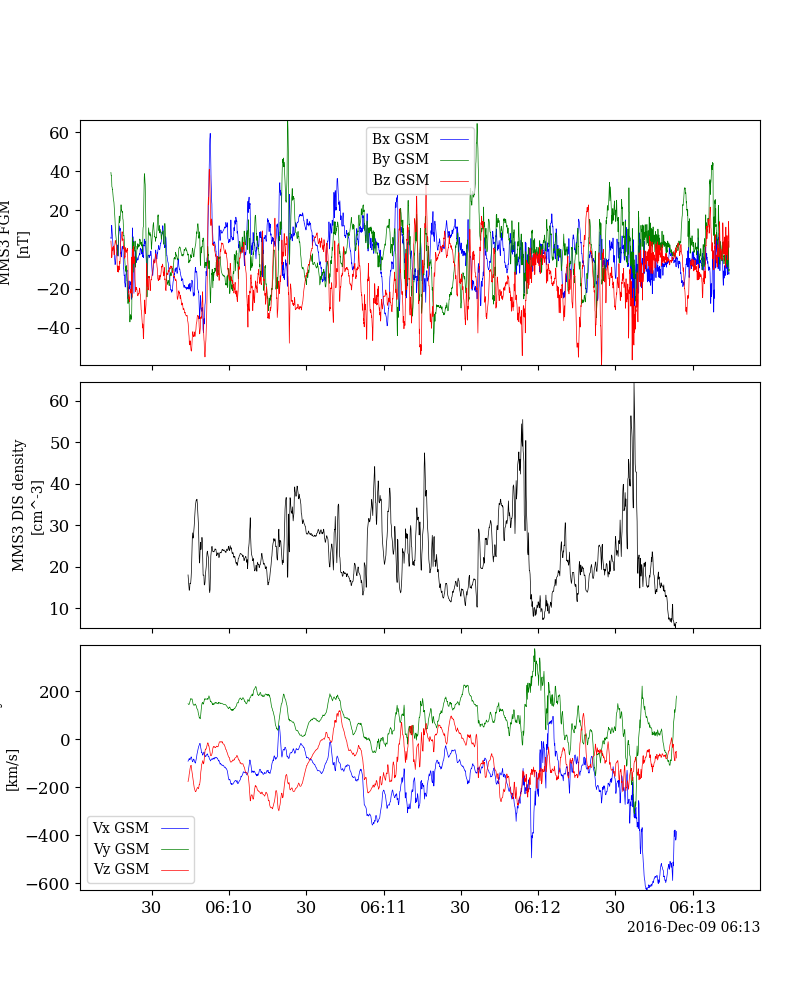 60
40
20
0
−20
−40
MMS3 FGM
[nT]
Bx GSM
By GSM
Bz GSM
60
50
40
30
20
10
MMS3 DIS density
[cm^-3]
200
0
−200
−400
−600
[km/s]
Vx GSM
Vy GSM
Vz GSM
30 06:10 30 06:11 30 06:12 30 06:13
2016-Dec-09 06:13